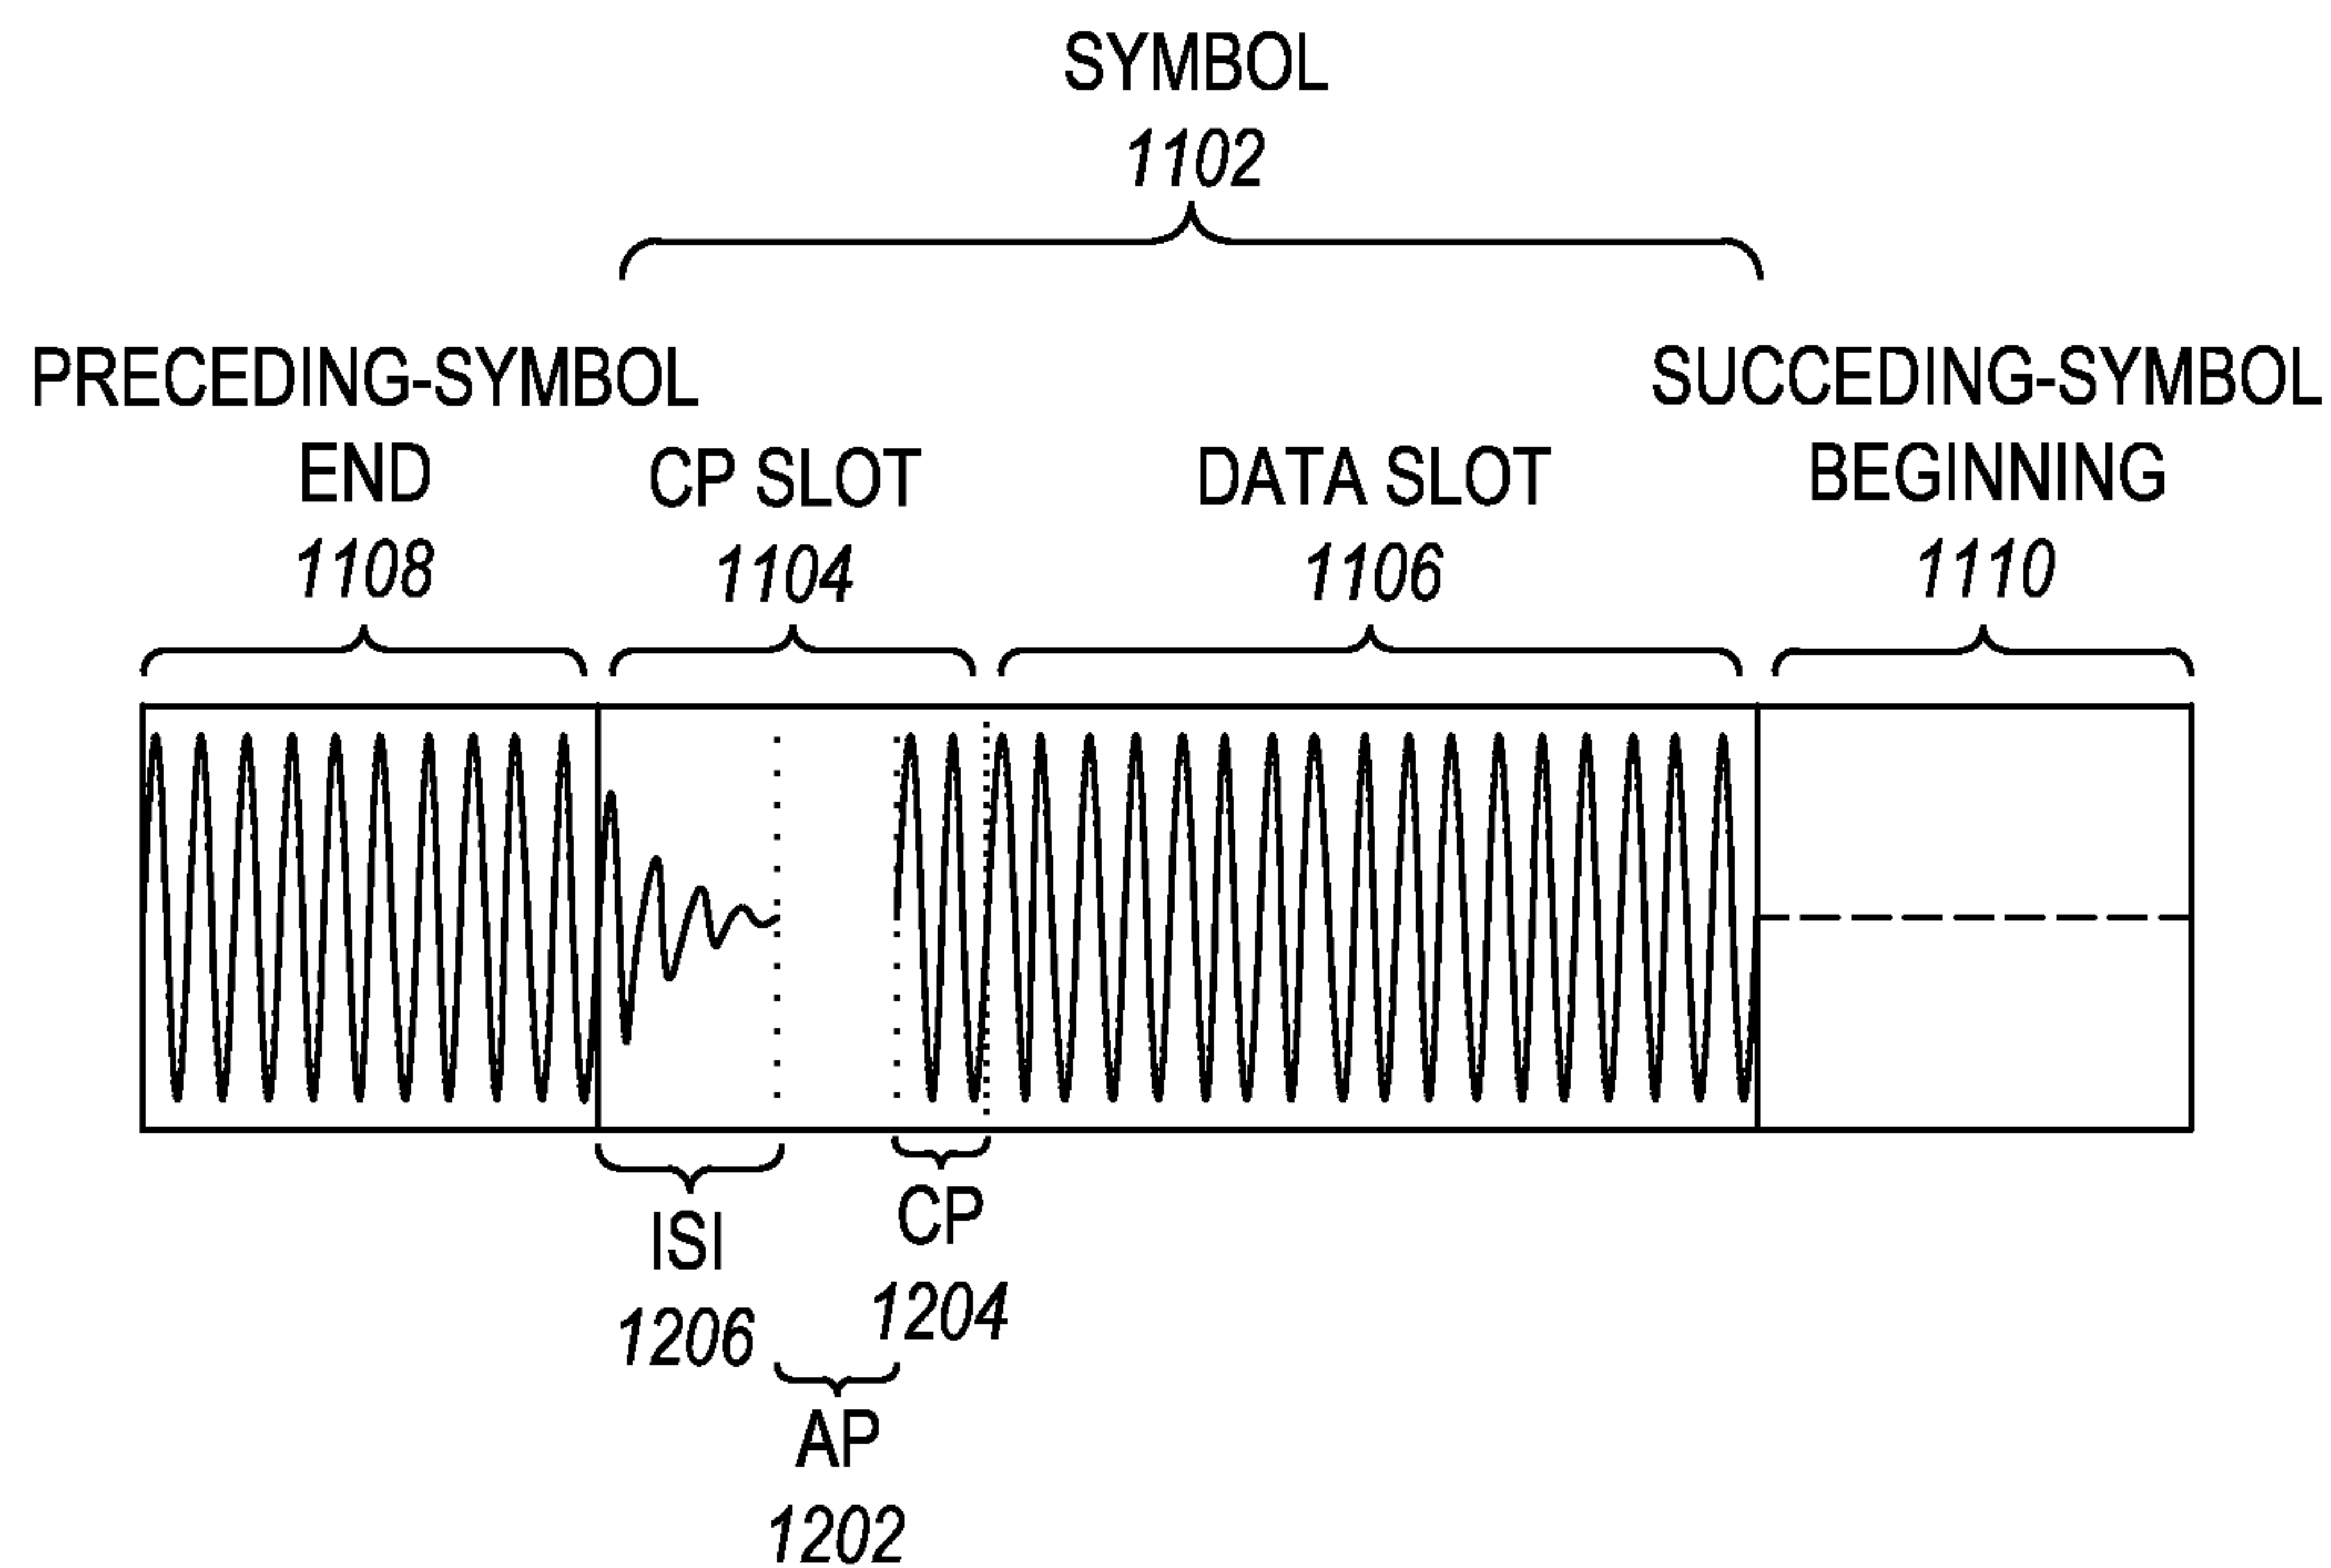 SYMBOL
1102
PRECEDING-SYMBOL
END
1108
CP SLOT
1104
DATA SLOT
1106
SUCCEDING-SYMBOL
BEGINNING
1110
ISI
1206
CP
1204
AP
1202